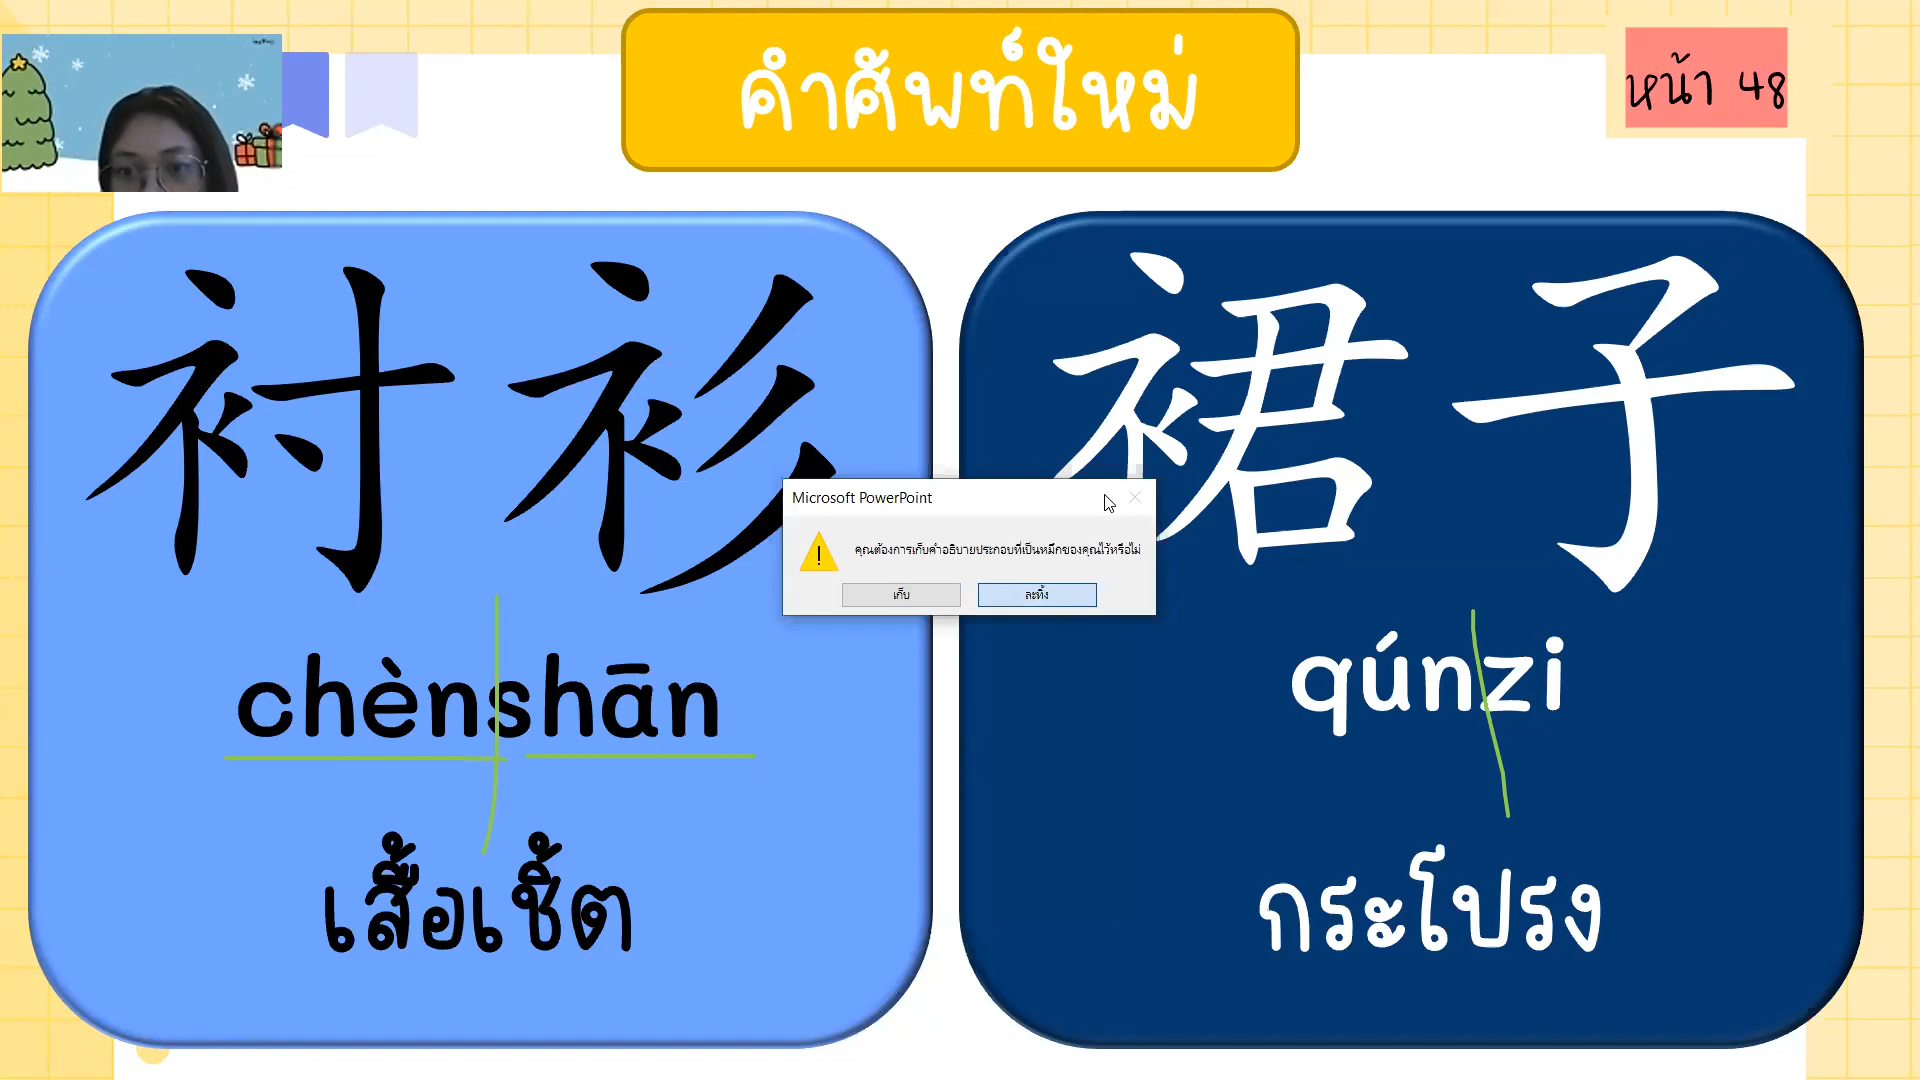 คำศัพท์ใหม่
หน้า 48
衬衫
chènshān
เสื้อเชิ้ต
裙子
qúnzi
กระโปรง
Microsoft PowerPoint
คุณต้องการเก็บคำอธิบายประกอบที่เป็นหมึกของคุณไว้หรือไม่
เก็บ
ละทิ้ง